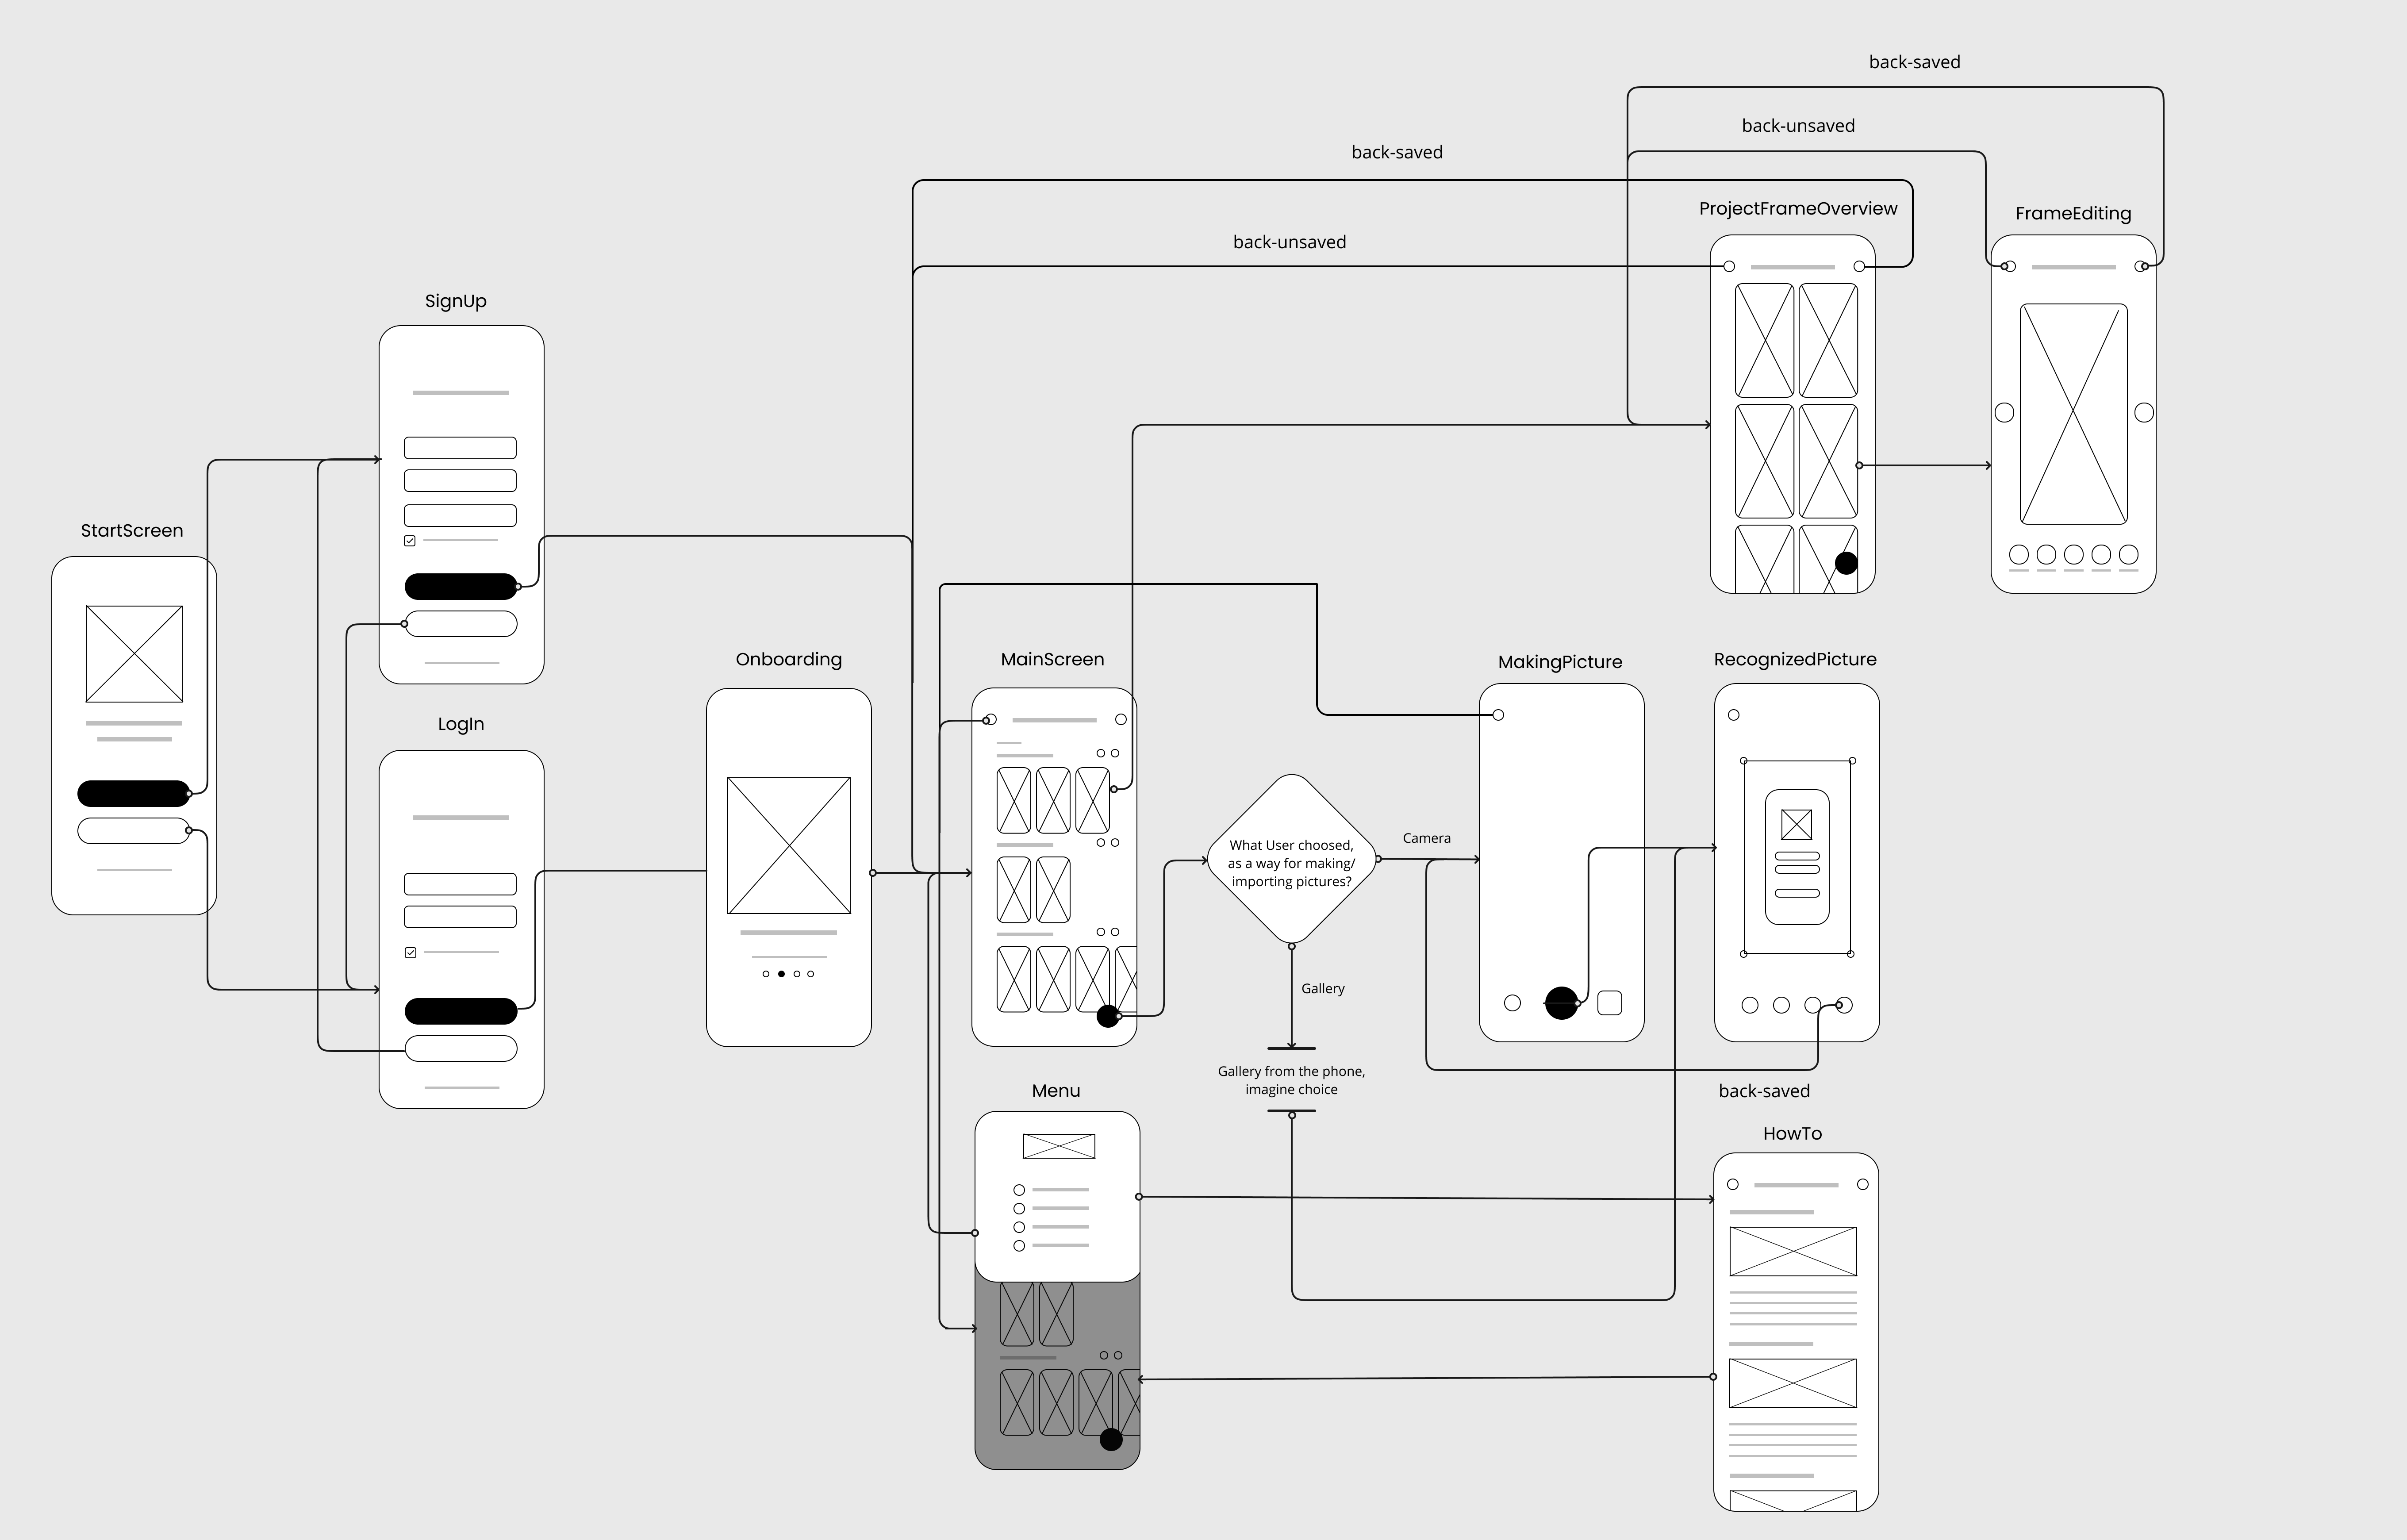 back-saved
back-unsaved
back-saved
ProjectFrameOverview
FrameEditing
back-unsaved
SignUp
StartScreen
Onboarding
MainScreen
MakingPicture
RecognizedPicture
LogIn
What User choosed,
as a way for making/
importing pictures?
Camera
Gallery
Gallery from the phone,
imagine choice
Menu
back-saved
HowTo